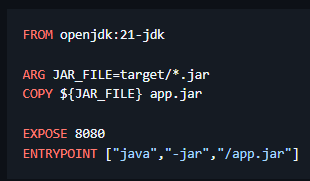 FROM openjdk:21-jdk
ARG JAR_FILE=target/*.jar
COPY ${JAR_FILE} app.jar
EXPOSE 8080
ENTRYPOINT ["java","-jar","/app.jar"]